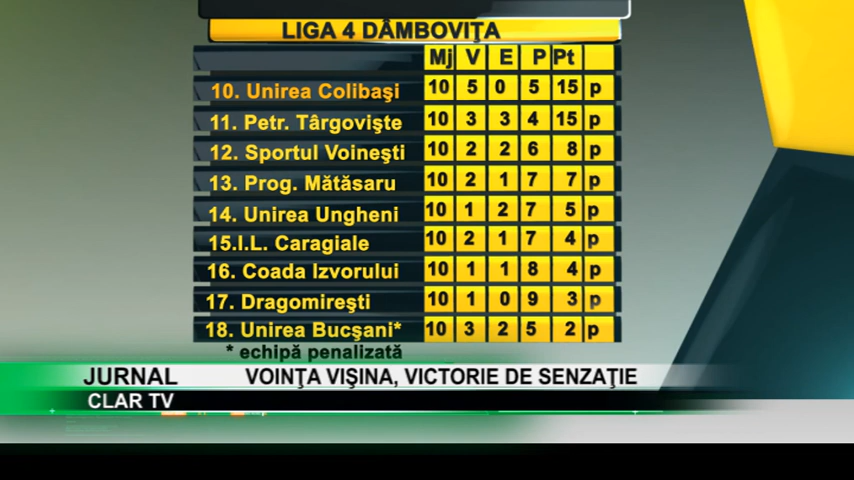 LIGA 4 DÂMBOVIŢA
Mj V E P Pt
10. Unirea Colibaşi 10 5 0 5 15 p
11. Petr. Târgovişte 10 3 3 4 15 p
12. Sportul Voineşti 10 2 2 6 8 p
13. Prog. Mătăsaru 10 2 1 7 7 p
14. Unirea Ungheni 10 1 2 7 5 p
15.I.L. Caragiale 10 2 1 7 4 p
16. Coada Izvorului 10 1 1 8 4 p
17. Dragomireşti 10 1 0 9 3 p
18. Unirea Bucşani* 10 3 2 5 2 p
* echipă penalizată
JURNAL VOINŢA VIŞINA, VICTORIE DE SENZAŢIE
CLAR TV